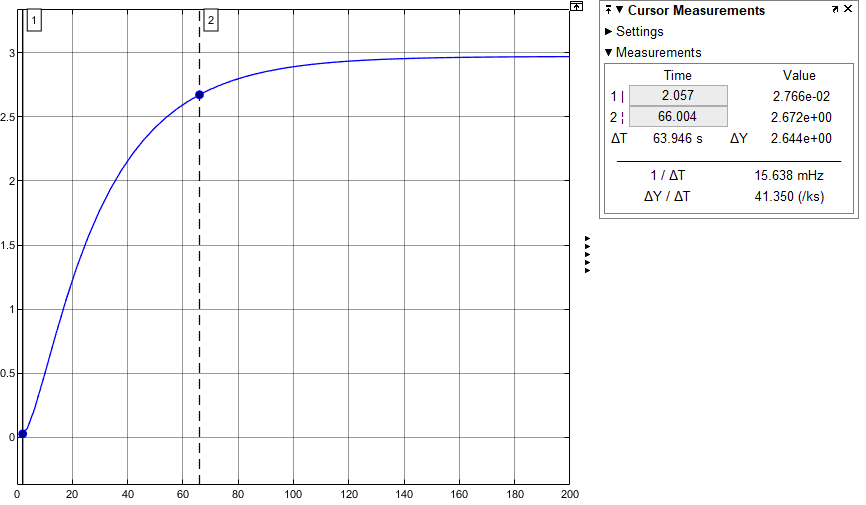 1
2
3
2.5
2
1.5
1
0.5
0
0 20 40 60 80 100 120 140 160 180 200
Cursor Measurements
Settings
Measurements
Time Value
1 | 2.057 2.766e-02
2 ¦ 66.004 2.672e+00
ΔT 63.946 s ΔY 2.644e+00
1 / ΔT 15.638 mHz
ΔY / ΔT 41.350 (/ks)